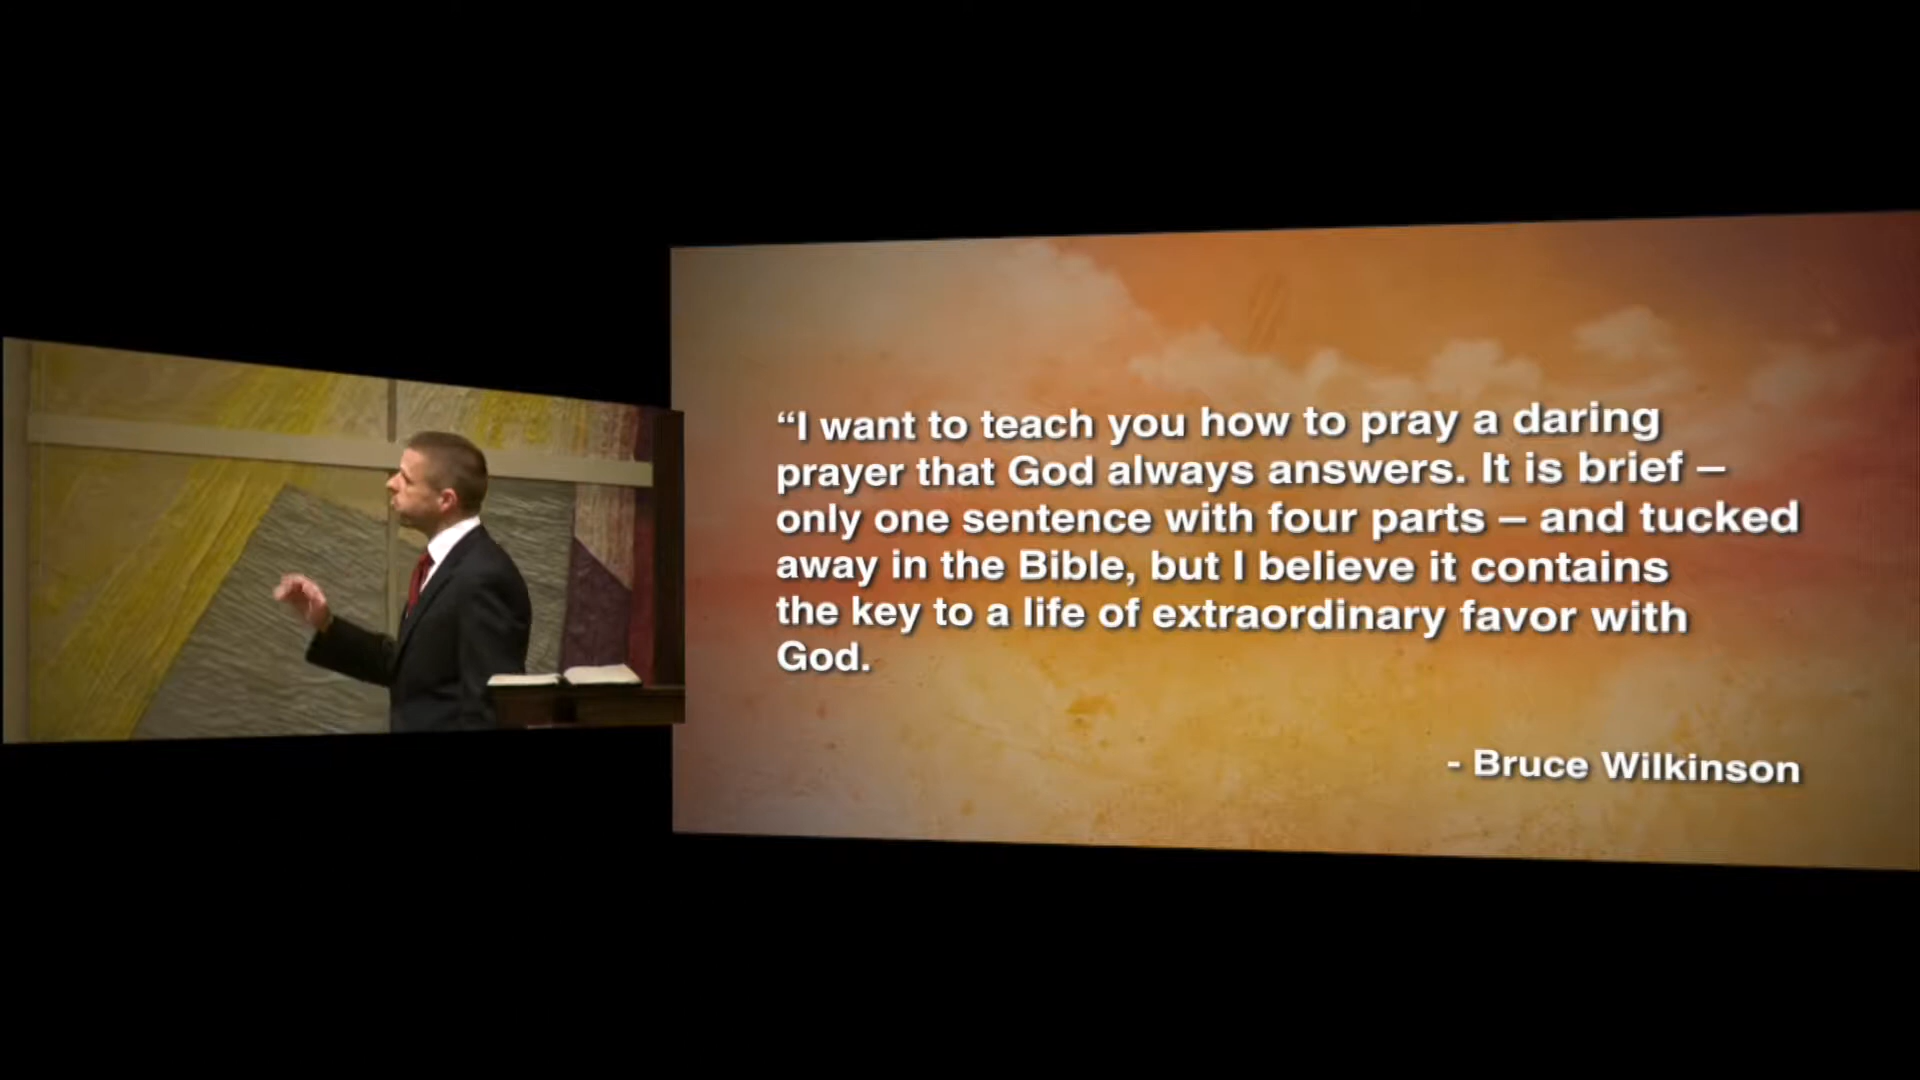 “I want to teach you how to pray a daring
prayer that God always answers. It is brief –
only one sentence with four parts – and tucked
away in the Bible, but I believe it contains
the key to a life of extraordinary favor with
God.
- Bruce Wilkinson